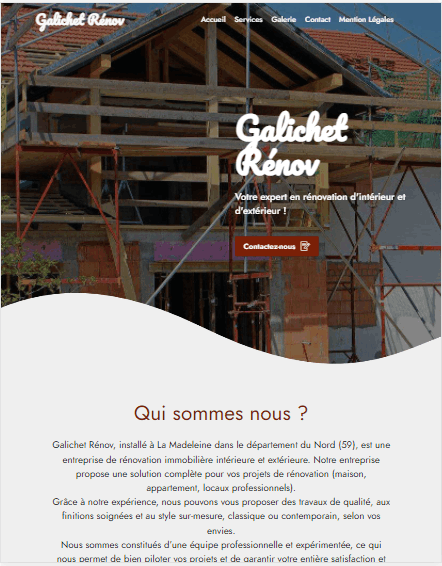 Galichet Rénov
Accueil Services Galerie Contact Mention Légales
Galichet
Rénov
Votre expert en rénovation d'intérieur et
d'extérieur !
Contactez-nous
Qui sommes nous ?
Galichet Rénov, installé à La Madeleine dans le département du Nord (59), est une
entreprise de rénovation immobilière intérieure et extérieure. Notre entreprise
propose une solution complète pour vos projets de rénovation (maison,
appartement, locaux professionnels).
Grâce à notre expérience, nous pouvons vous proposer des travaux de qualité, aux
finitions soignées et au style sur-mesure, classique ou contemporain, selon vos
envies.
Nous sommes constitués d'une équipe professionnelle et expérimentée, ce qui
nous permet de bien piloter vos projets et de garantir votre entière satisfaction et